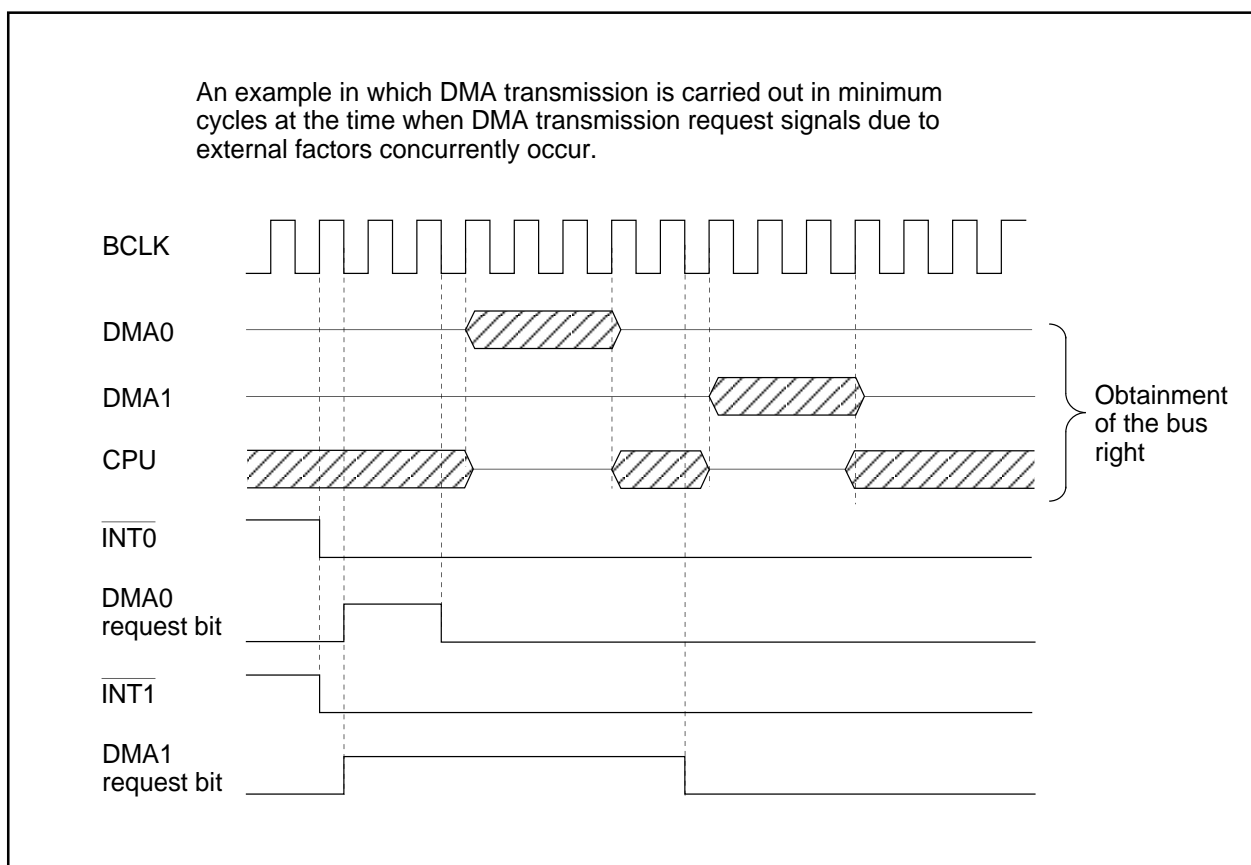 An example in which DMA transmission is carried out in minimum
cycles at the time when DMA transmission request signals due to
external factors concurrently occur.
BCLK
DMA0
DMA1
CPU
Obtainment
of the bus
right
INT0
DMA0
request bit
INT1
DMA1
request bit